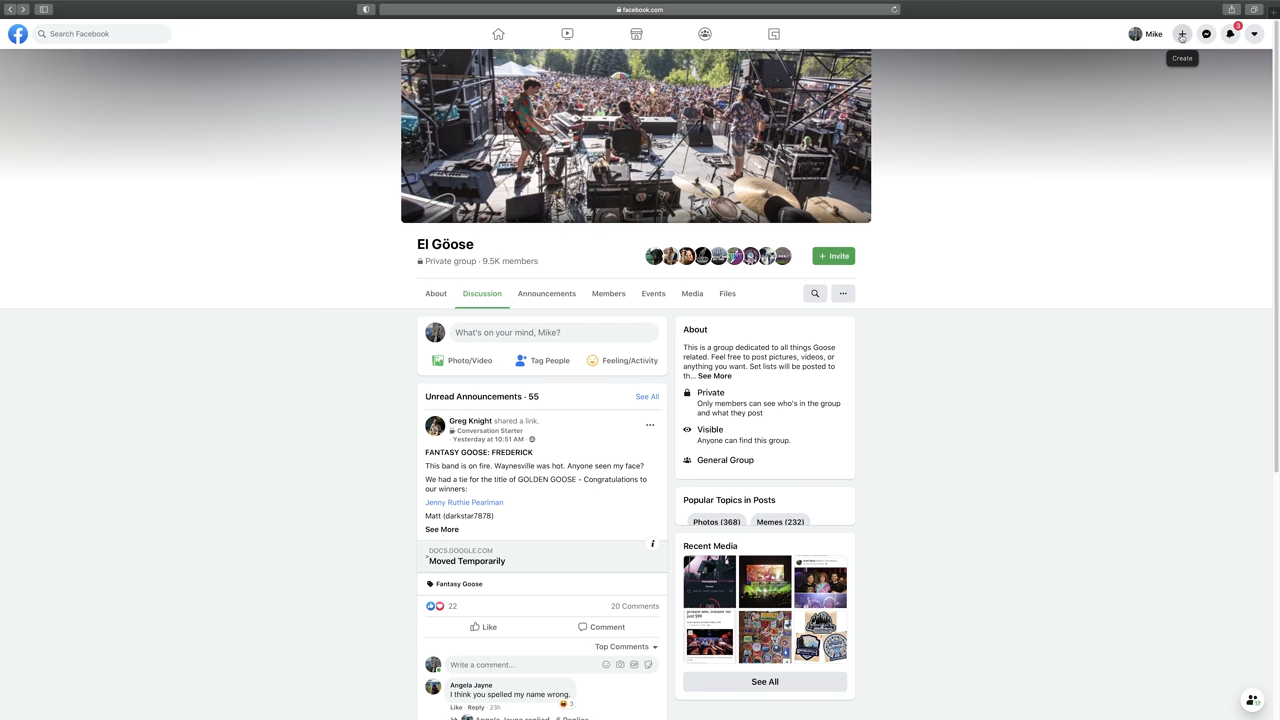 facebook.com
Search Facebook
Mike
3
Create
El Göose
Private group · 9.5K members
+ Invite
About
Discussion
Announcements
Members
Events
Media
Files
What's on your mind, Mike?
Photo/Video
Tag People
Feeling/Activity
Unread Announcements · 55
See All
Greg Knight shared a link.
Conversation Starter
· Yesterday at 10:51 AM ·
FANTASY GOOSE: FREDERICK
This band is on fire. Waynesville was hot. Anyone seen my face?
We had a tie for the title of GOLDEN GOOSE - Congratulations to
our winners:
Jenny Ruthie Pearlman
Matt (darkstar7878)
See More
DOCS.GOOGLE.COM
Moved Temporarily
Fantasy Goose
22
20 Comments
Like
Comment
Top Comments
Write a comment...
Angela Jayne
I think you spelled my name wrong.
3
Like · Reply · 23h
Angela Jayne replied · 6 Replies
About
This is a group dedicated to all things Goose
related. Feel free to post pictures, videos, or
anything you want. Set lists will be posted to
th... See More
Private
Only members can see who's in the group
and what they post
Visible
Anyone can find this group.
General Group
Popular Topics in Posts
Photos (368)
Memes (232)
Recent Media
just $99
See All